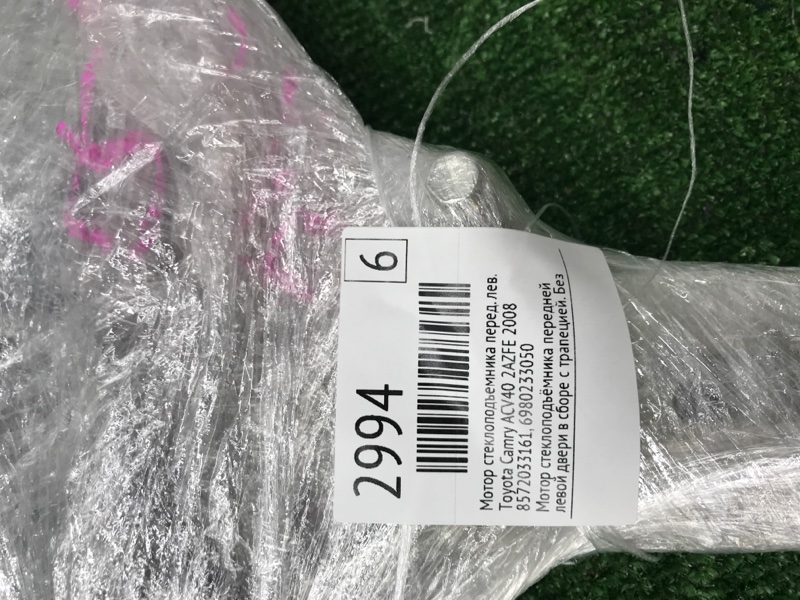 2994
6
Мотор стеклоподъемника перед.лев.
Toyota Camry ACV40 2AZFE 2008
8572033161, 6980233050
Мотор стеклоподъёмника передней
левой двери в сборе с трапецией. Без